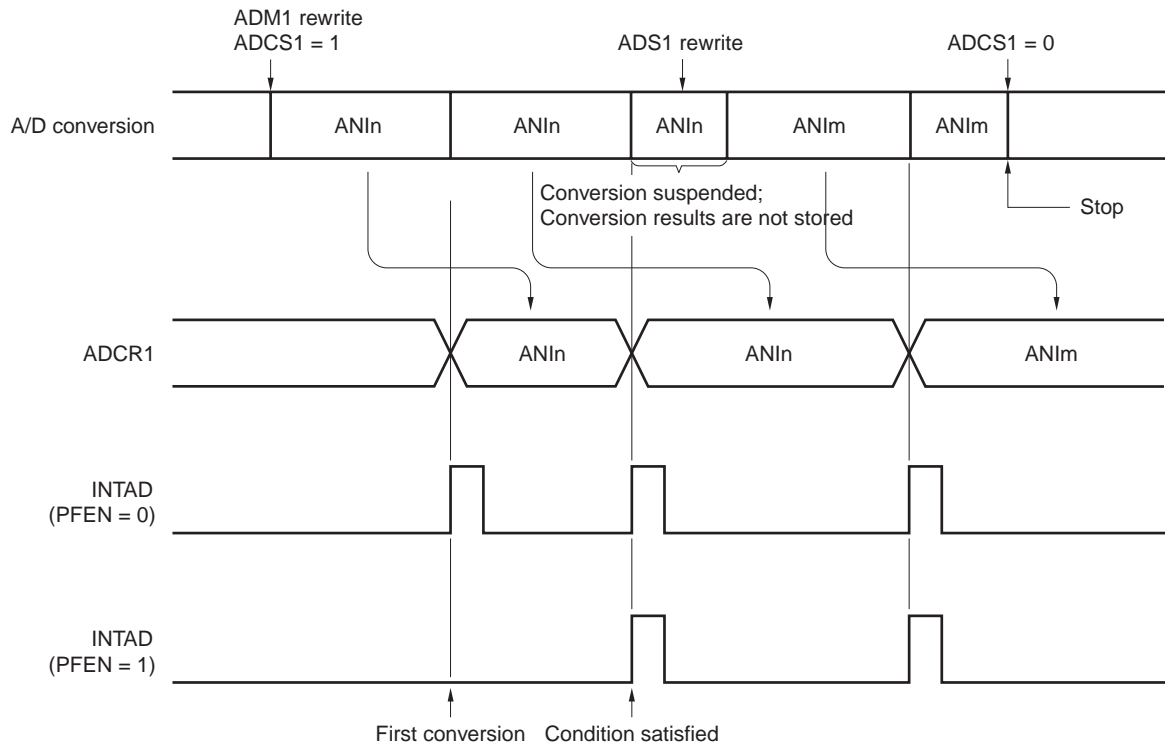 ADM1 rewrite
ADCS1 = 1
ADS1 rewrite
ADCS1 = 0
A/D conversion
ANIn
ANIn
ANIn
ANIm
ANIm
Conversion suspended;
Conversion results are not stored
Stop
ADCR1
ANIn
ANIn
ANIm
INTAD
(PFEN = 0)
INTAD
(PFEN = 1)
First conversion
Condition satisfied